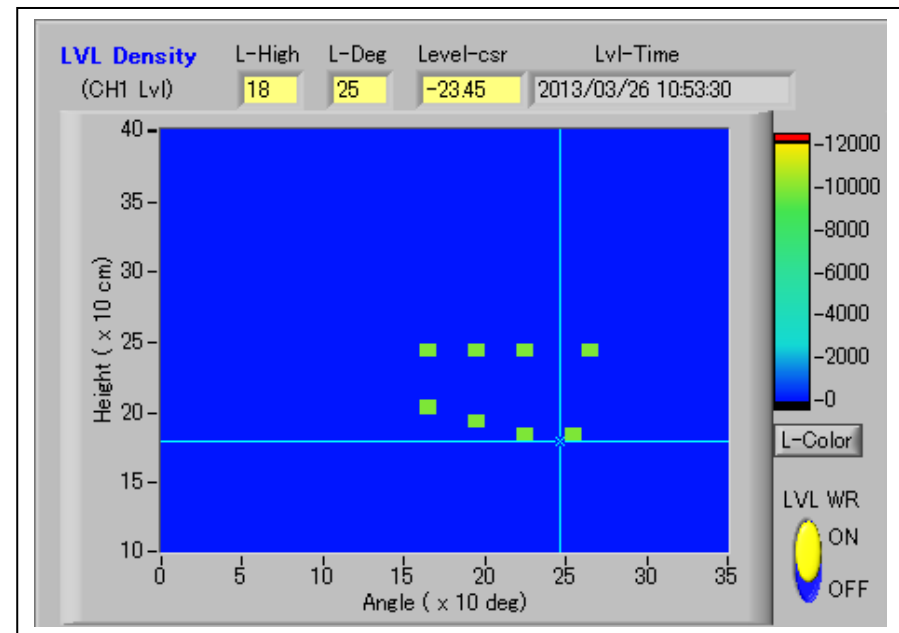 LVL Density L-High L-Deg Level-csr Lvl-Time
(CH1 Lvl) 18 25 -23.45 2013/03/26 10:53:30
40
35
30
25
20
15
10
Height ( x 10 cm)
0 5 10 15 20 25 30 35
Angle ( x 10 deg)
-12000
-10000
-8000
-6000
-4000
-2000
-0
L-Color
LVL WR
ON
OFF